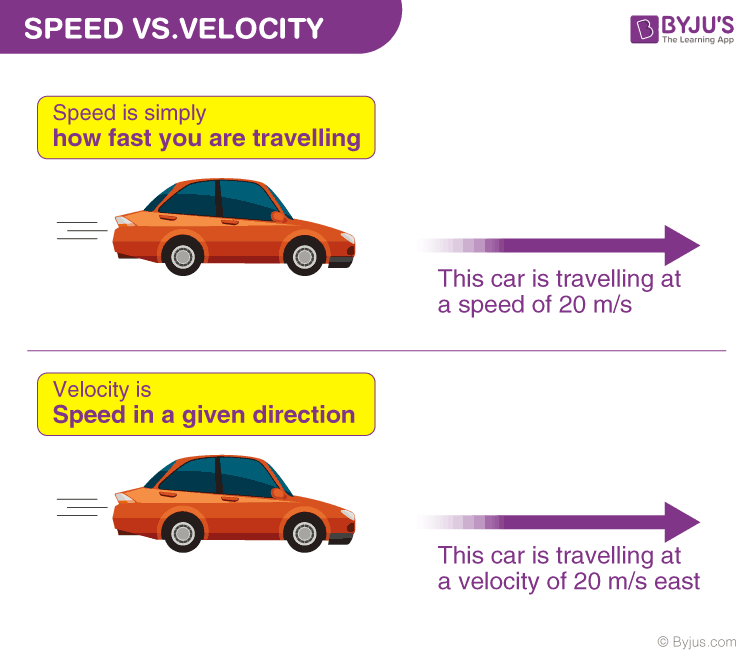 SPEED VS.VELOCITY
BYJU'S
The Learning App
Speed is simply
how fast you are travelling
This car is travelling at
a speed of 20 m/s
Velocity is
Speed in a given direction
This car is travelling at
a velocity of 20 m/s east
© Byjus.com